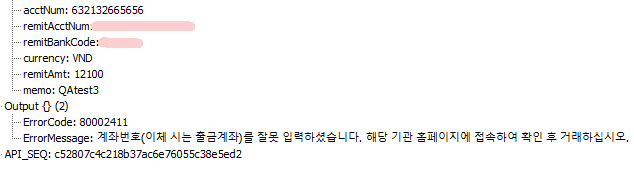 acctNum: 632132665656
remitAcctNum:
remitBankCode:
currency: VND
remitAmt: 12100
memo: QAtest3
Output {} (2)
ErrorCode: 80002411
ErrorMessage: 계좌번호(이체 시는 출금계좌)를 잘못 입력하셨습니다. 해당 기관 홈페이지에 접속하여 확인 후 거래하십시오.
API_SEQ: c52807c4c218b37ac6e76055c38e5ed2